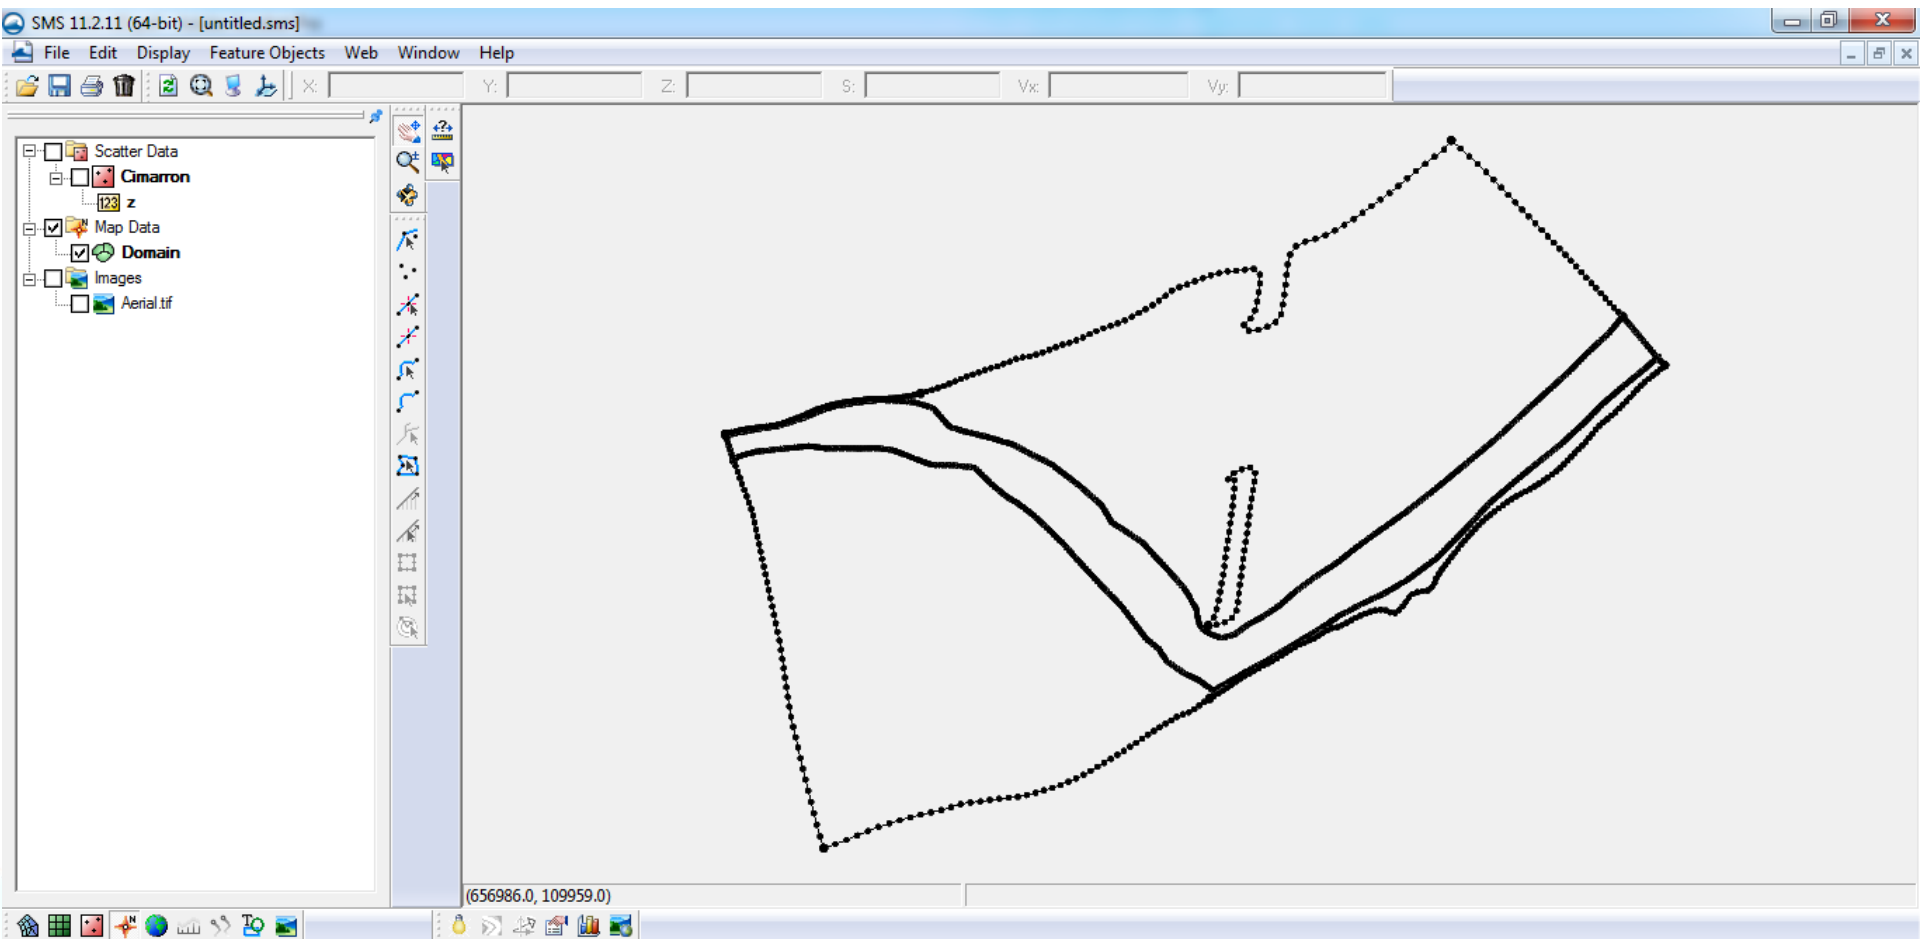 SMS 11.2.11 (64-bit) - [untitled.sms]
File Edit Display Feature Objects Web Window Help
X: Y: Z: S: Vx: Vy:
Scatter Data
Cimarron
123 z
Map Data
Domain
Images
Aerial.tif
(656986.0, 109959.0)